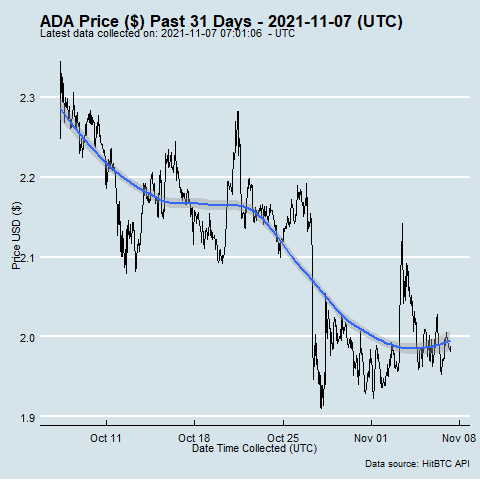 ADA Price ($) Past 31 Days - 2021-11-07 (UTC)
Latest data collected on: 2021-11-07 07:01:06 - UTC
Price USD ($)
2.3
2.2
2.1
2.0
1.9
Oct 11
Oct 18
Oct 25
Nov 01
Nov 08
Date Time Collected (UTC)
Data source: HitBTC API